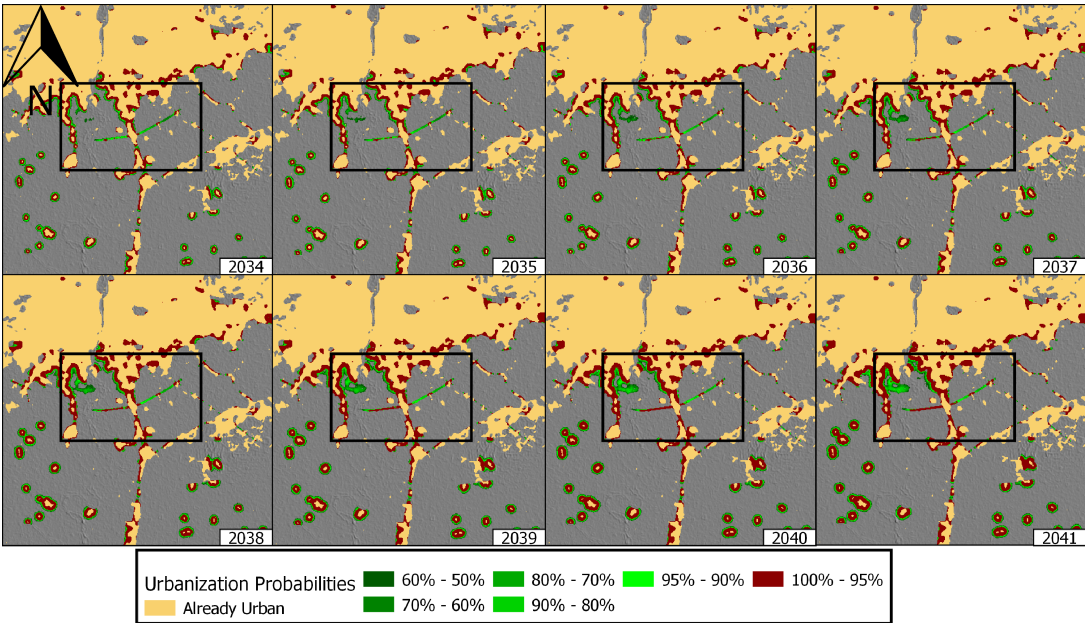 N
2034
2035
2036
2037
2038
2039
2040
2041
Urbanization Probabilities
Already Urban
60% - 50%
70% - 60%
80% - 70%
90% - 80%
95% - 90%
100% - 95%